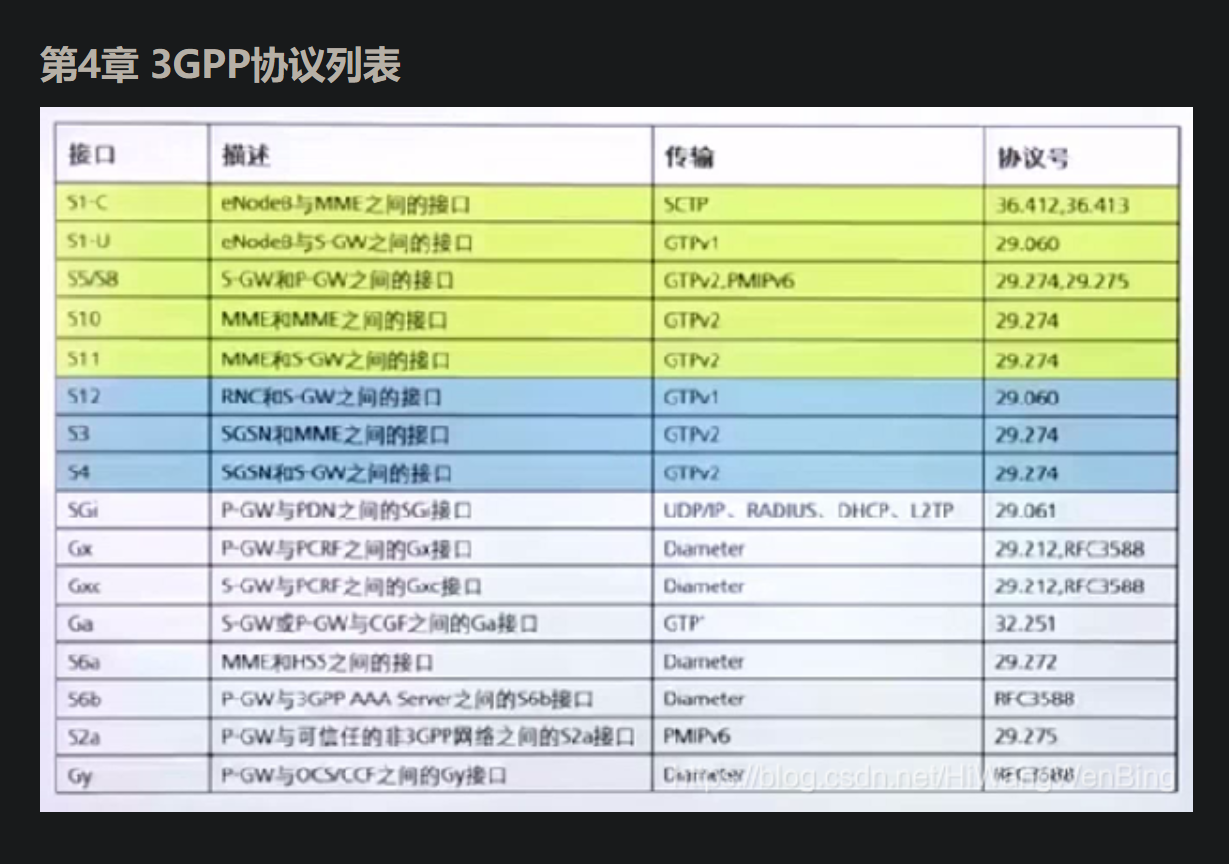 第4章 3GPP协议列表
接口 描述 传输 协议号
S1-C eNodeB与MME之间的接口 SCTP 36.412,36.413
S1-U eNodeB与S-GW之间的接口 GTPv1 29.060
S5/S8 S-GW和P-GW之间的接口 GTPv2,PMIPv6 29.274,29.275
S10 MME和MME之间的接口 GTPv2 29.274
S11 MME和S-GW之间的接口 GTPv2 29.274
S12 RNC和S-GW之间的接口 GTPv1 29.060
S3 SGSN和MME之间的接口 GTPv2 29.274
S4 SGSN和S-GW之间的接口 GTPv2 29.274
SGi P-GW与PDN之间的SGi接口 UDP/IP、RADIUS、DHCP、L2TP 29.061
Gx P-GW与PCRF之间的Gx接口 Diameter 29.212,RFC3588
Gxc S-GW与PCRF之间的Gxc接口 Diameter 29.212,RFC3588
Ga S-GW或P-GW与CGF之间的Ga接口 GTP' 32.251
S6a MME和HSS之间的接口 Diameter 29.272
S6b P-GW与3GPP AAA Server之间的S6b接口 Diameter RFC3588
S2a P-GW与可信任的非3GPP网络之间的S2a接口 PMIPv6 29.275
Gy P-GW与OCS/CCF之间的Gy接口 Diameter RFC3588
https://blog.csdn.net/HiWangWenBing